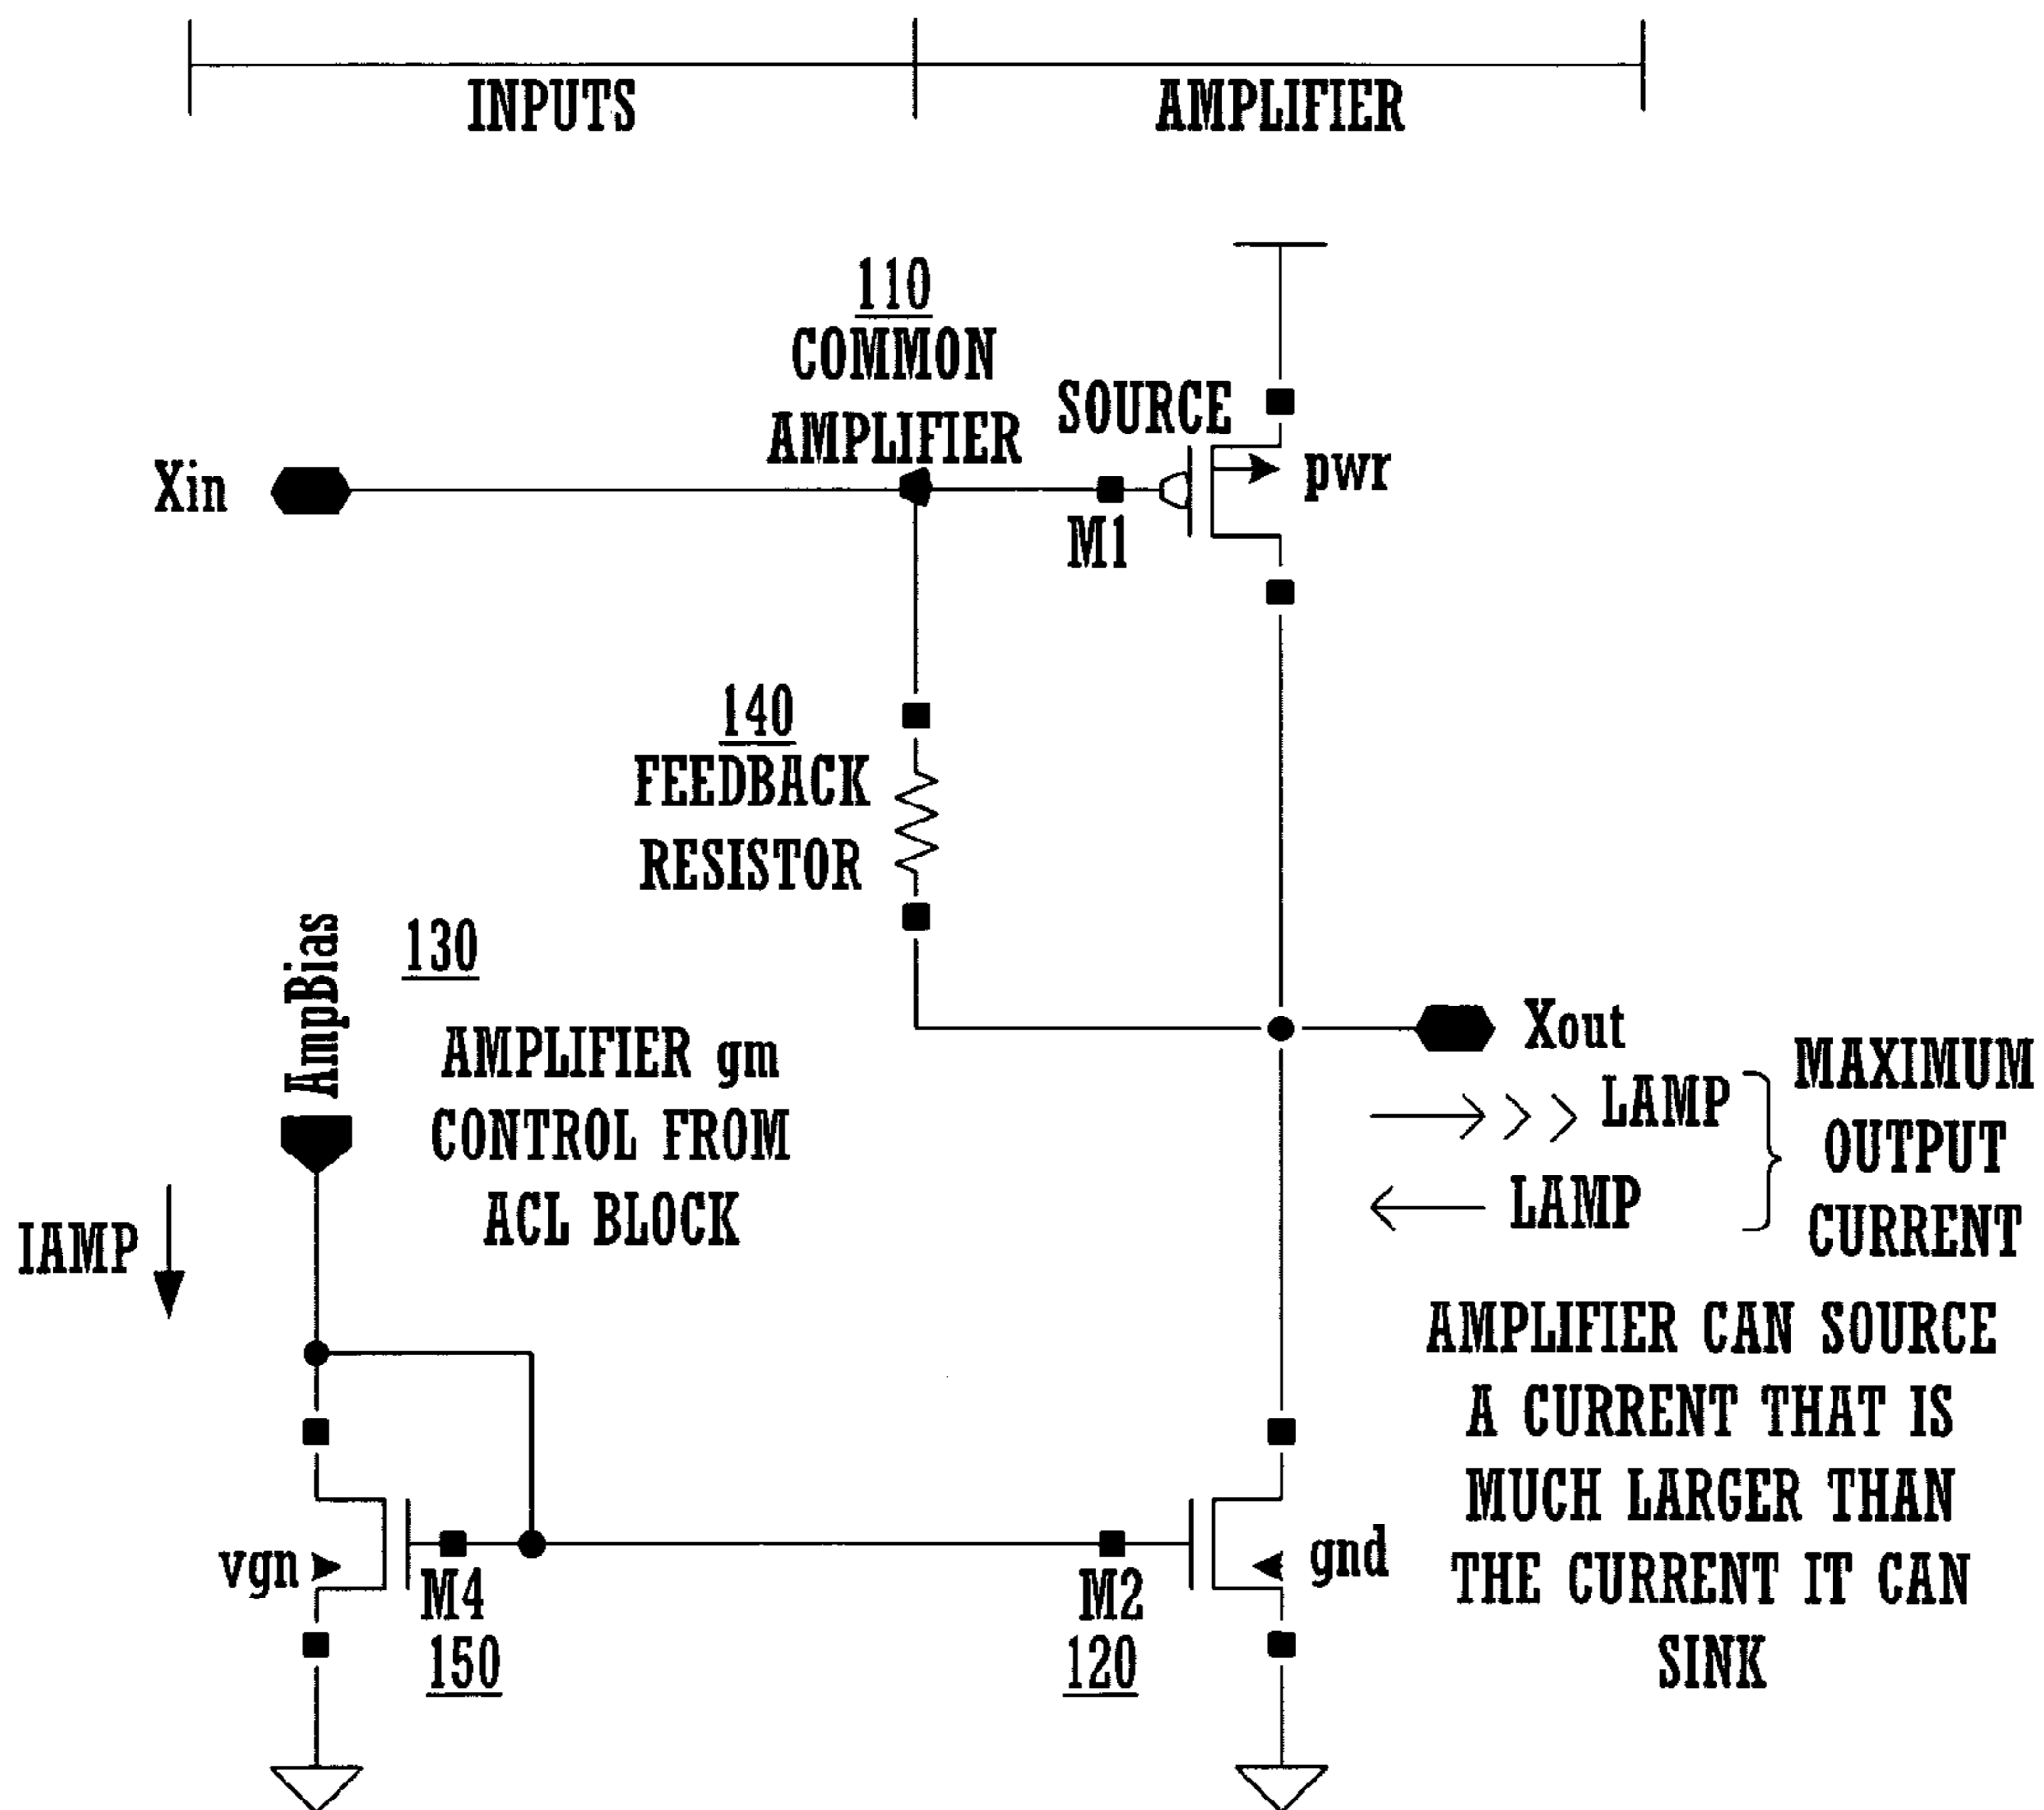 INPUTS
AMPLIFIER
110
COMMON
AMPLIFIER
SOURCE
Xin
M1
pwr
140
FEEDBACK
RESISTOR
AmpBias
130
AMPLIFIER gm
CONTROL FROM
ACL BLOCK
IAMP
Xout
>>> LAMP
LAMP
MAXIMUM
OUTPUT
CURRENT
AMPLIFIER CAN SOURCE
A CURRENT THAT IS
MUCH LARGER THAN
THE CURRENT IT CAN
SINK
vgn
M4
150
M2
120
gnd